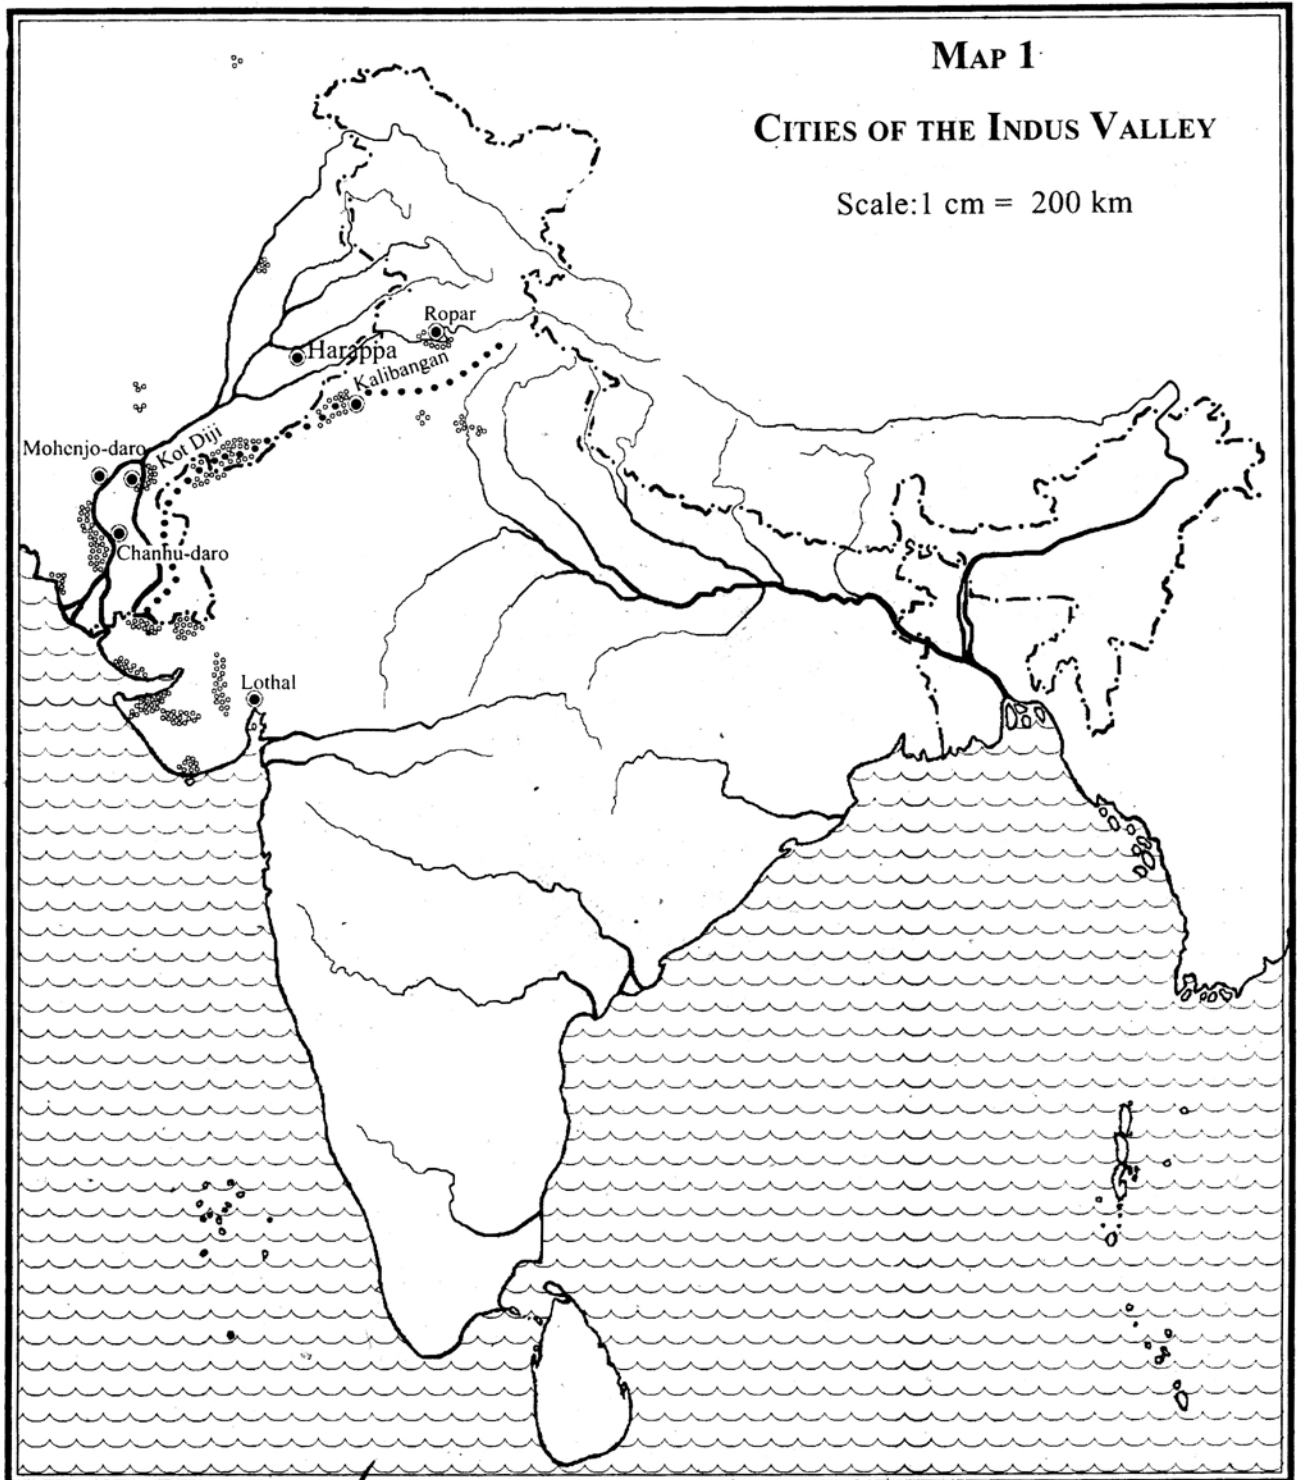 MAP 1
CITIES OF THE INDUS VALLEY
Scale:1 cm = 200 km
Ropar
Harappa
Kalibangan
Kot Diji
Mohenjo-daro
Chanhu-daro
Lothal